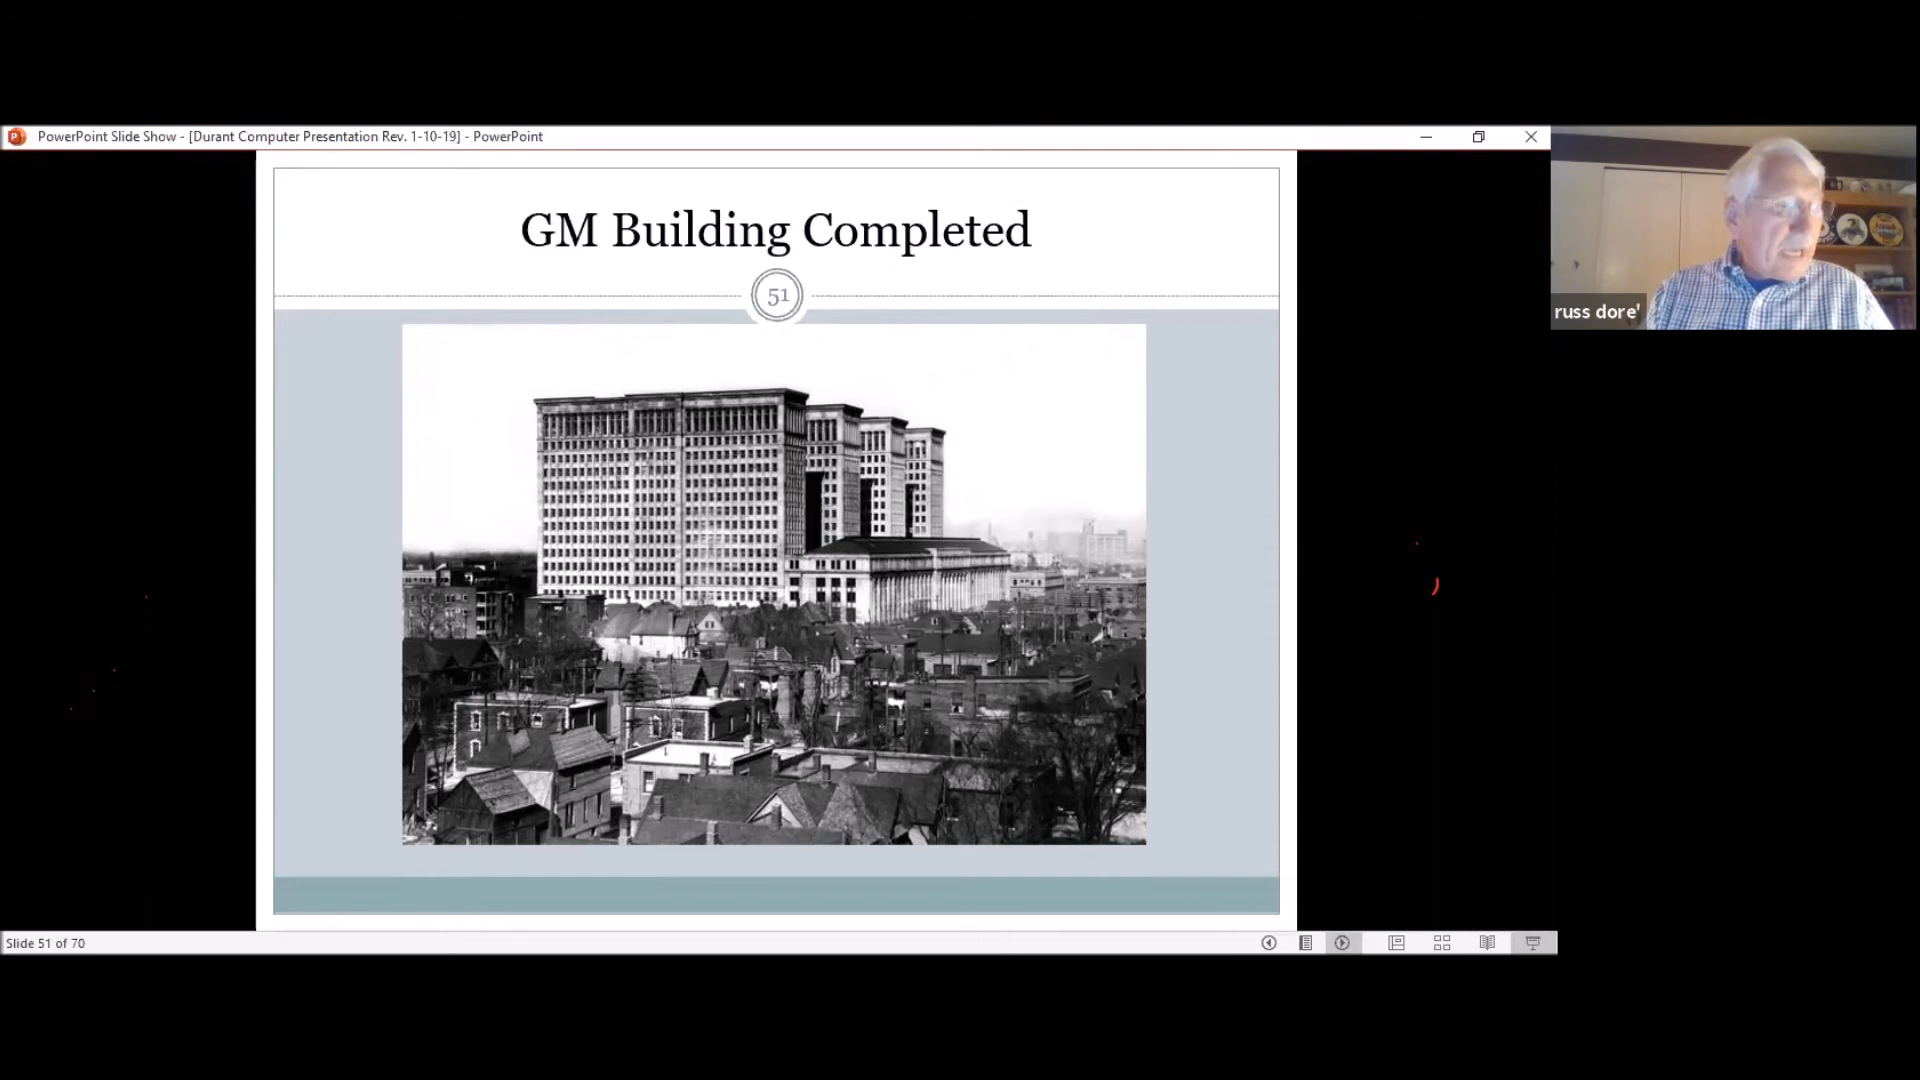 PowerPoint Slide Show - [Durant Computer Presentation Rev. 1-10-19] - PowerPoint
GM Building Completed
51
russ dore'
Slide 51 of 70